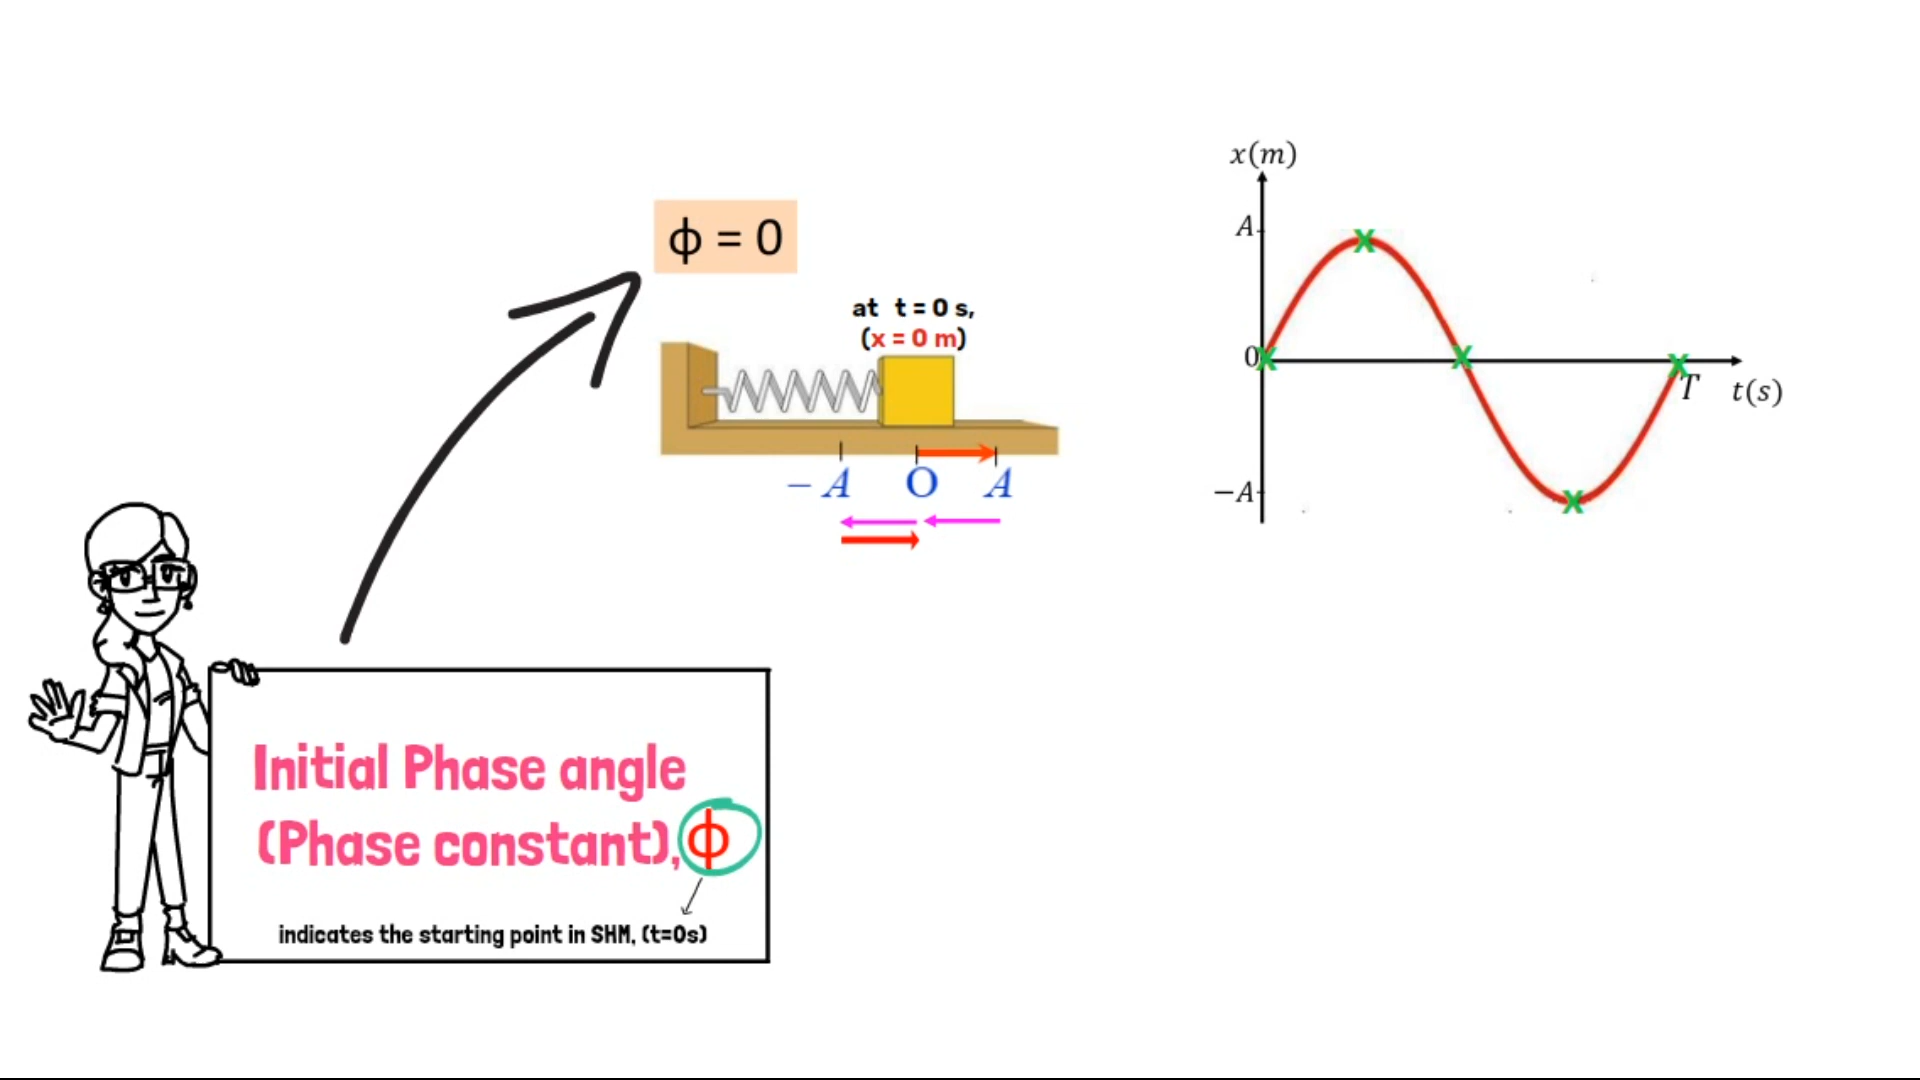 ϕ = 0
at t = 0 s,
(x = 0 m)
– A O A
x(m)
A
0
−A
T t(s)
Initial Phase angle
(Phase constant), ϕ
indicates the starting point in SHM, (t=0s)